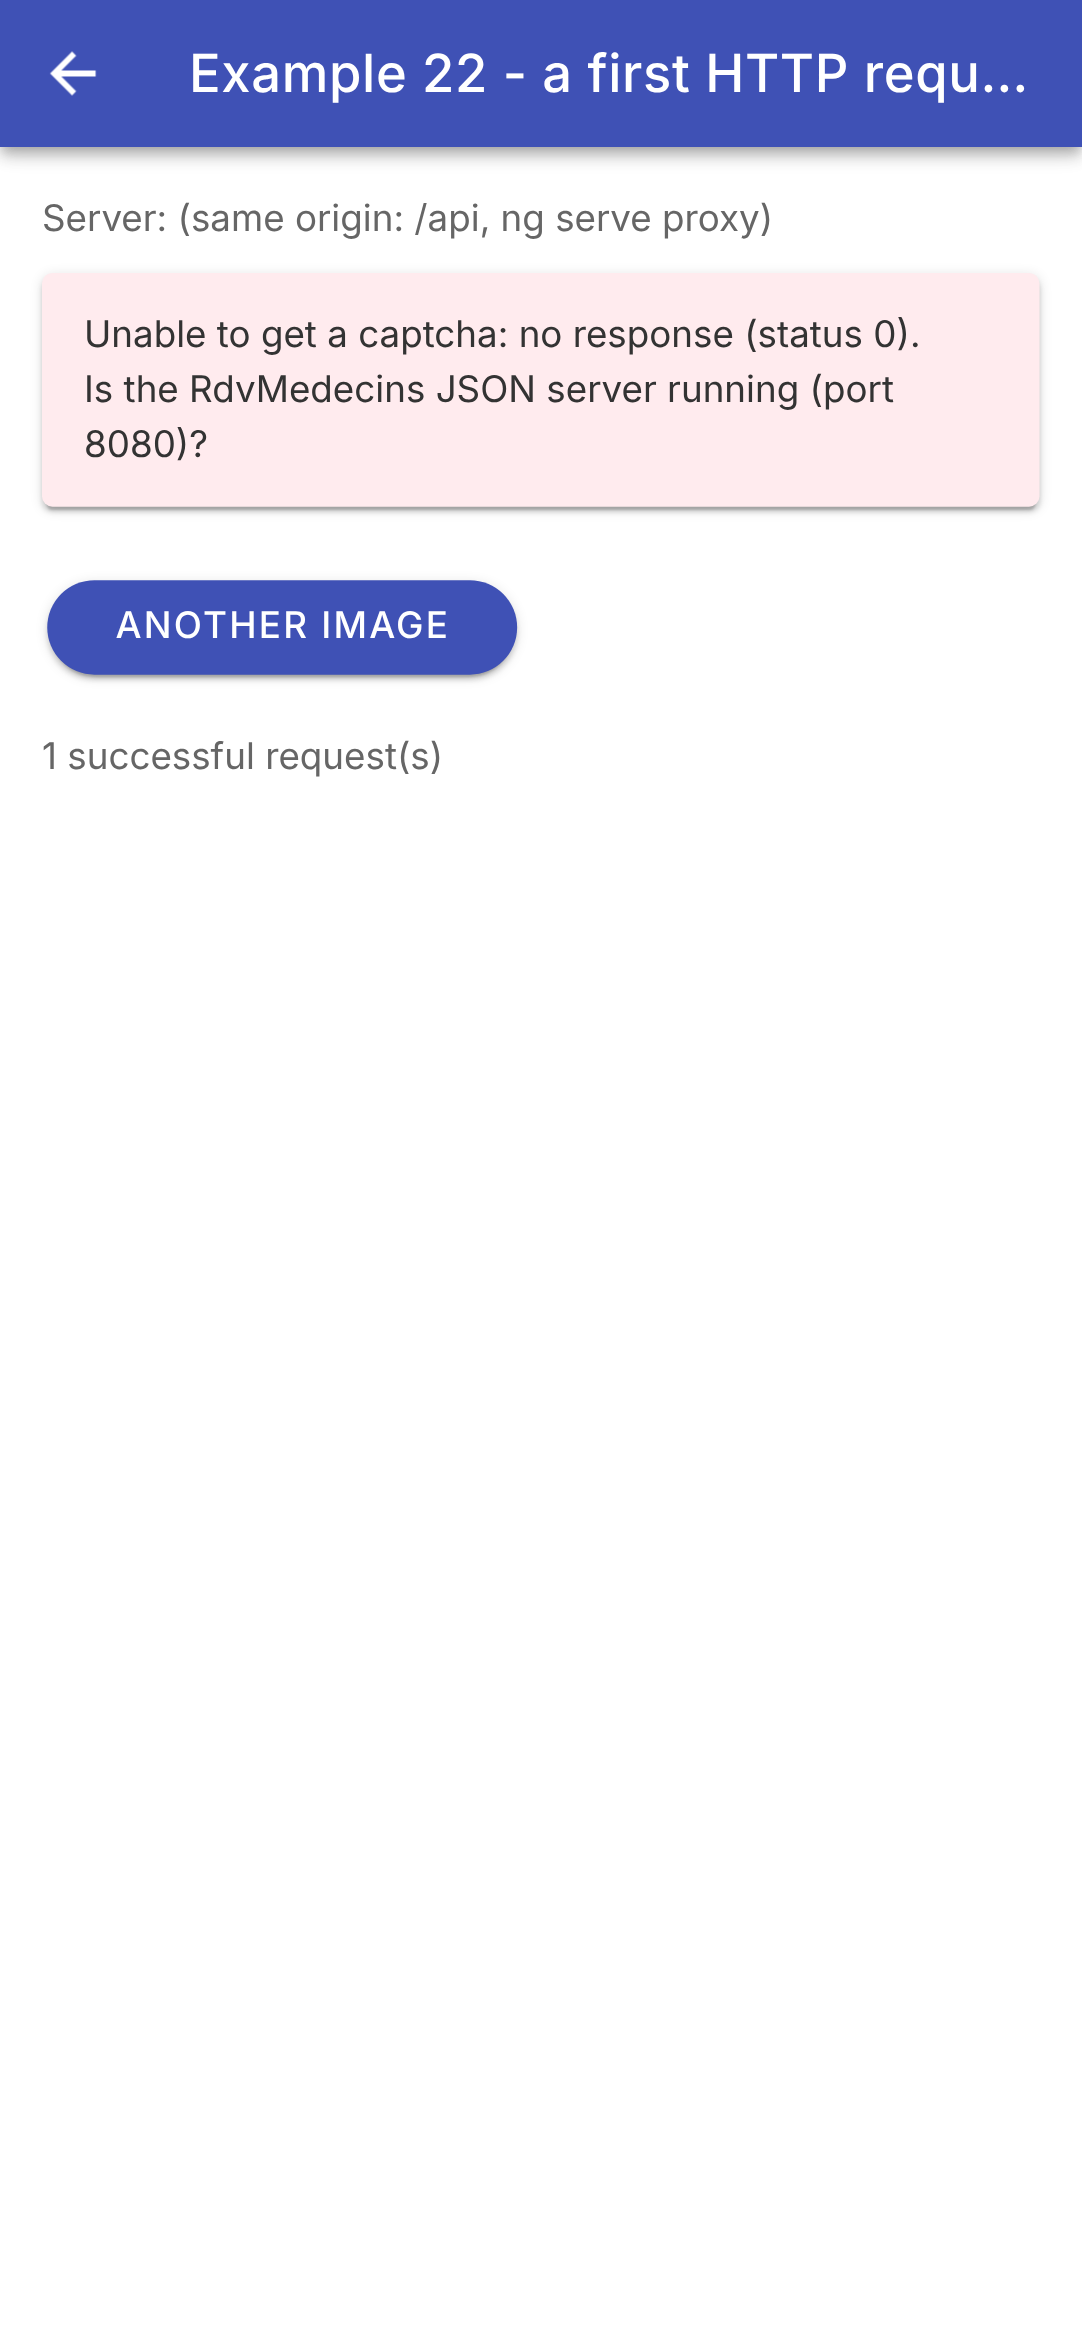 Example 22 - a first HTTP requ...
Server: (same origin: /api, ng serve proxy)
Unable to get a captcha: no response (status 0).
Is the RdvMedecins JSON server running (port
8080)?
ANOTHER IMAGE
1 successful request(s)